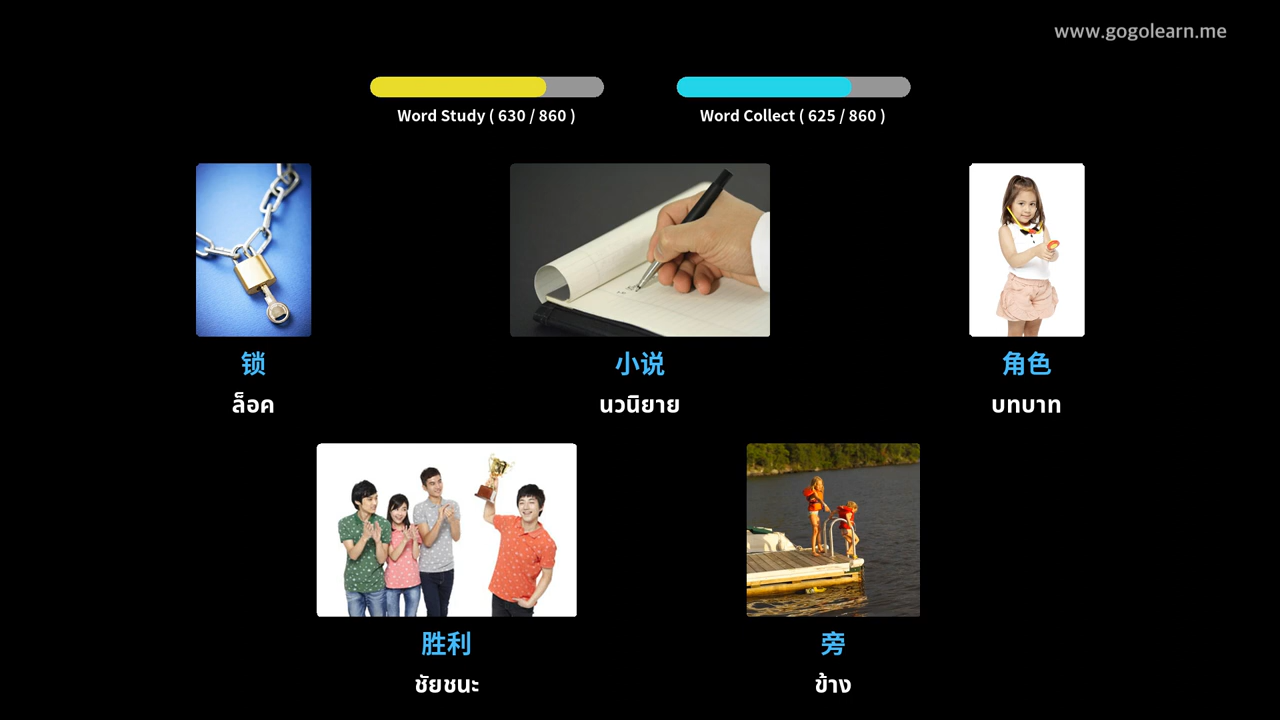 www.gogolearn.me
Word Study ( 630 / 860 )
Word Collect ( 625 / 860 )
锁
小说
角色
ล็อค
นวนิยาย
บทบาท
胜利
旁
ชัยชนะ
ข้าง